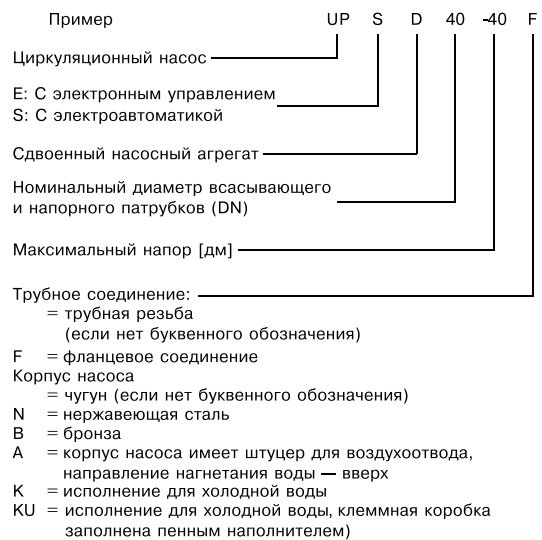 Пример UP S D 40 -40 F
Циркуляционный насос
E: С электронным управлением
S: С электроавтоматикой
Сдвоенный насосный агрегат
Номинальный диаметр всасывающего
и напорного патрубков (DN)
Максимальный напор [дм]
Трубное соединение:
= трубная резьба
(если нет буквенного обозначения)
F = фланцевое соединение
Корпус насоса
= чугун (если нет буквенного обозначения)
N = нержавеющая сталь
B = бронза
A = корпус насоса имеет штуцер для воздухоотвода,
направление нагнетания воды — вверх
K = исполнение для холодной воды
KU = исполнение для холодной воды, клеммная коробка
заполнена пенным наполнителем)